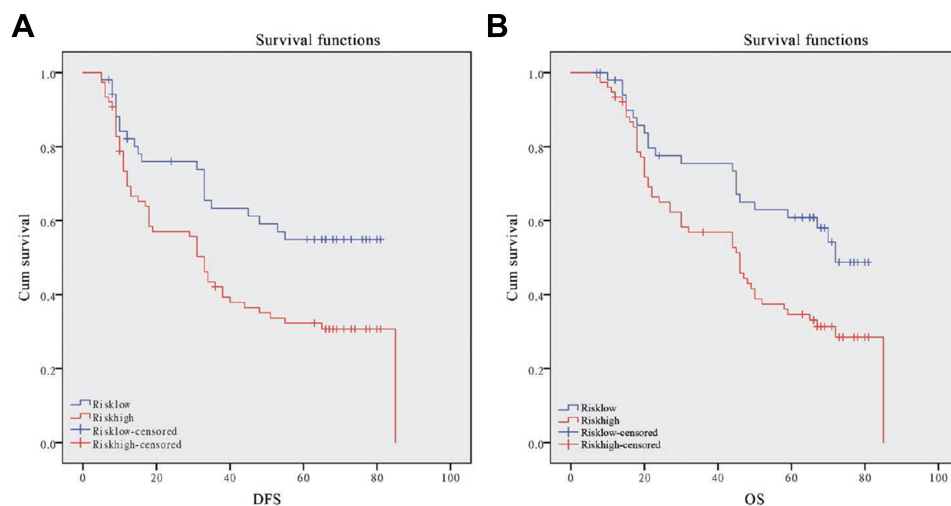 A
Survival functions
1.0
0.8
0.6
0.4
0.2
0.0
Cum survival
Risklow
Riskhigh
Risklow-censored
Riskhigh-censored
0 20 40 60 80 100
DFS
B
Survival functions
1.0
0.8
0.6
0.4
0.2
0.0
Cum survival
Risklow
Riskhigh
Risklow-censored
Riskhigh-censored
0 20 40 60 80 100
OS